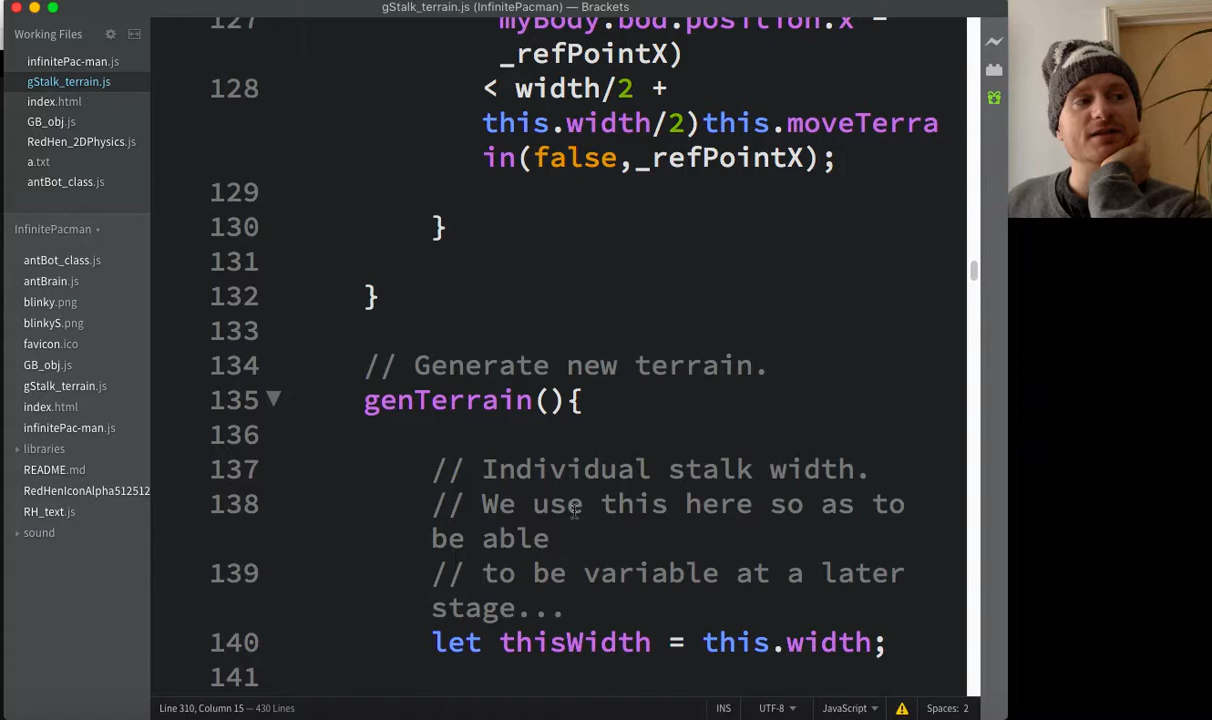 gStalk_terrain.js (InfinitePacman) — Brackets
Working Files
infinitePac-man.js
gStalk_terrain.js
index.html
GB_obj.js
RedHen_2DPhysics.js
a.txt
antBot_class.js
InfinitePacman
antBot_class.js
antBrain.js
blinky.png
blinkyS.png
favicon.ico
GB_obj.js
gStalk_terrain.js
index.html
infinitePac-man.js
libraries
README.md
RedHenIconAlpha512512
RH_text.js
sound
127 myBody.bod.position.x -
_refPointX)
128 < width/2 +
this.width/2)this.moveTerra
in(false,_refPointX);
129
130 }
131
132 }
133
134 // Generate new terrain.
135 genTerrain(){
136
137 // Individual stalk width.
138 // We use this here so as to
be able
139 // to be variable at a later
stage...
140 let thisWidth = this.width;
141
Line 310, Column 15 — 430 Lines
INS
UTF-8
JavaScript
Spaces: 2